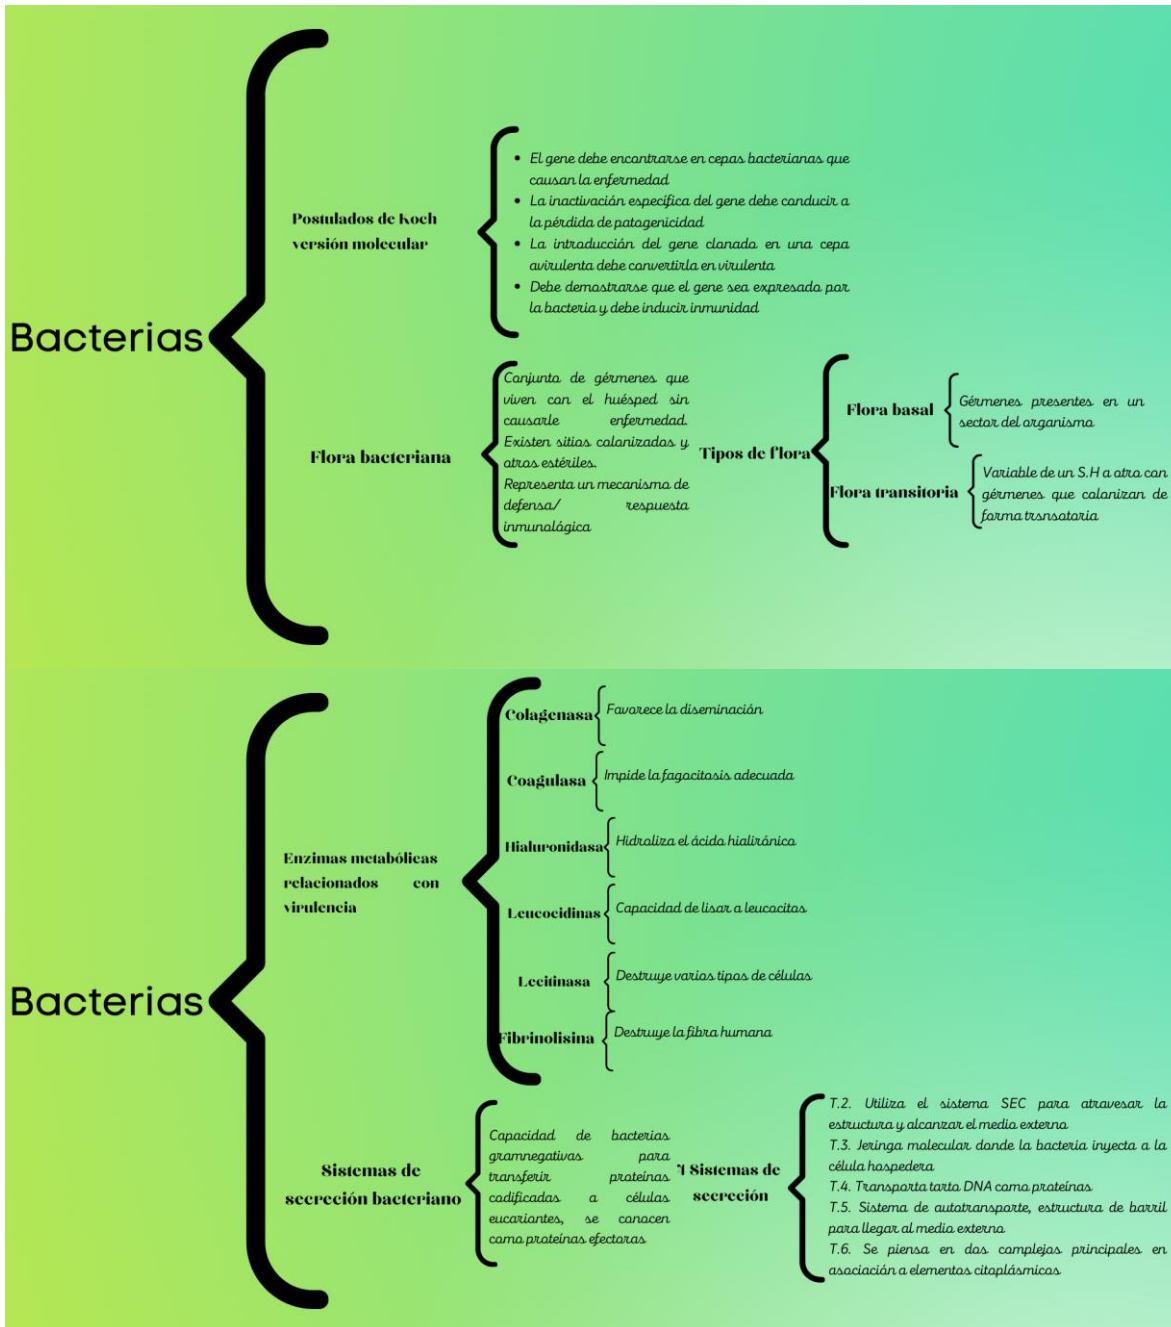 Bacterias
Postulados de Koch
versión molecular
• El gene debe encontrarse en cepas bacterianas que
causan la enfermedad
• La inactivación específica del gene debe conducir a
la pérdida de patogenicidad
• La introducción del gene clonado en una cepa
avirulenta debe convertirla en virulenta
• Debe demostrarse que el gene sea expresado por
la bacteria y debe inducir inmunidad
Flora bacteriana
Conjunto de gérmenes que
viven con el huésped sin
causarle enfermedad.
Existen sitios colonizados y
otros estériles.
Representa un mecanismo de
defensa/ respuesta
inmunológica
Tipos de flora
Flora basal
Gérmenes presentes en un
sector del organismo
Flora transitoria
Variable de un S.H a otro con
gérmenes que colonizan de
forma trsnsotoria
Bacterias
Enzimas metabólicas
relacionados con
virulencia
Colagenasa
Favorece la diseminación
Coagulasa
Impide la fagocitosis adecuada
Hialuronidasa
Hidroliza el ácido hialirónico
Leucocidinas
Capacidad de lisar a leucocitos
Lecitinasa
Destruye varios tipos de células
Fibrinolisina
Destruye la fibra humana
Sistemas de
secreción bacteriano
Capacidad de bacterias
gramnegativas para
transferir proteínas
codificadas a células
eucariontes, se conocen
como proteínas efectoras
Sistemas de
secreción
T.2. Utiliza el sistema SEC para atravesar la
estructura y alcanzar el medio externo
T.3. Jeringa molecular donde la bacteria inyecta a la
célula hospedera
T.4. Transporta tarto DNA como proteínas
T.5. Sistema de autotransporte, estructura de barril
para llegar al medio externo
T.6. Se piensa en dos complejos principales en
asociación a elementos citoplásmicos